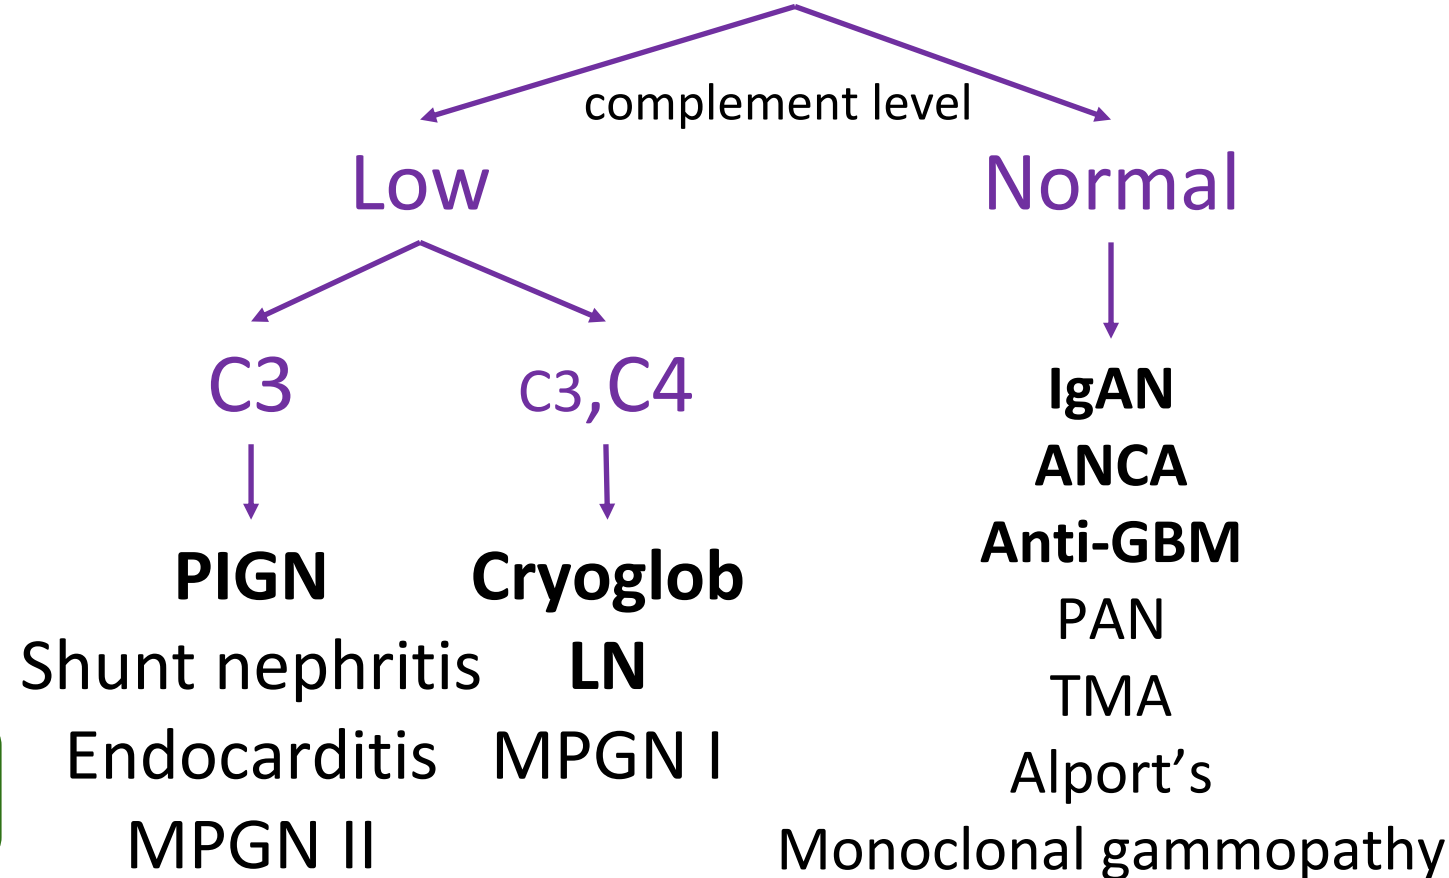 complement level
Low
Normal
C3
C3,C4
PIGN
Shunt nephritis
Endocarditis
MPGN II
Cryoglob
LN
MPGN I
IgAN
ANCA
Anti-GBM
PAN
TMA
Alport’s
Monoclonal gammopathy